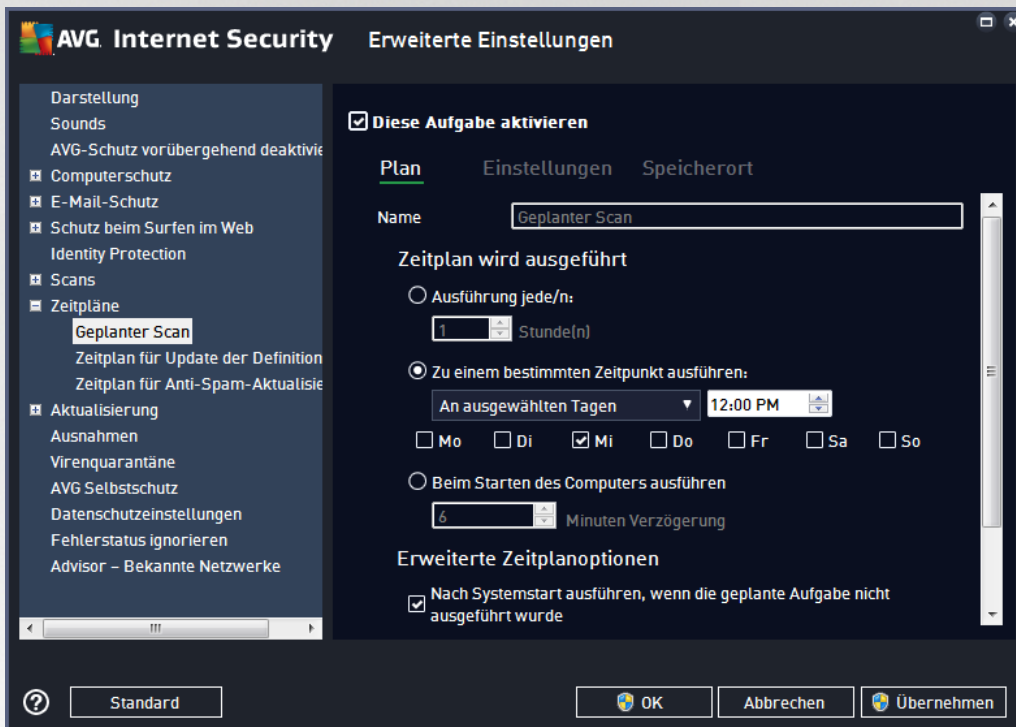 AVG Internet Security Erweiterte Einstellungen
Darstellung
Sounds
AVG-Schutz vorübergehend deaktivie
Computerschutz
E-Mail-Schutz
Schutz beim Surfen im Web
Identity Protection
Scans
Zeitpläne
Geplanter Scan
Zeitplan für Update der Definition
Zeitplan für Anti-Spam-Aktualisie
Aktualisierung
Ausnahmen
Virenquarantäne
AVG Selbstschutz
Datenschutzeinstellungen
Fehlerstatus ignorieren
Advisor – Bekannte Netzwerke
Diese Aufgabe aktivieren
Plan Einstellungen Speicherort
Name Geplanter Scan
Zeitplan wird ausgeführt
Ausführung jede/n:
1 Stunde(n)
Zu einem bestimmten Zeitpunkt ausführen:
An ausgewählten Tagen 12:00 PM
Mo Di Mi Do Fr Sa So
Beim Starten des Computers ausführen
6 Minuten Verzögerung
Erweiterte Zeitplanoptionen
Nach Systemstart ausführen, wenn die geplante Aufgabe nicht
ausgeführt wurde
? Standard OK Abbrechen Übernehmen